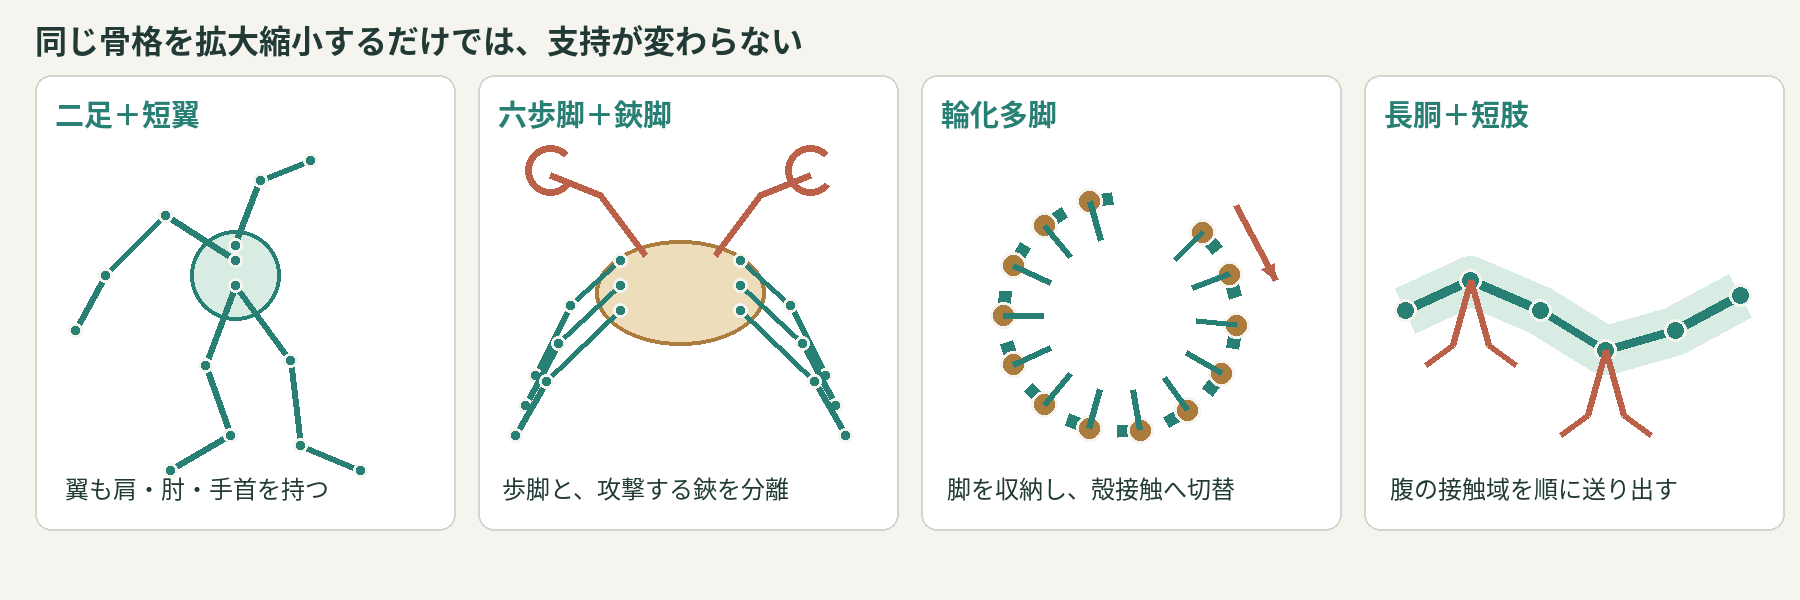 同じ骨格を拡大縮小するだけでは、支持が変わらない
二足＋短翼
翼も肩・肘・手首を持つ
六歩脚＋鋏脚
歩脚と、攻撃する鋏を分離
輪化多脚
脚を収納し、殻接触へ切替
長胴＋短肢
腹の接触域を順に送り出す